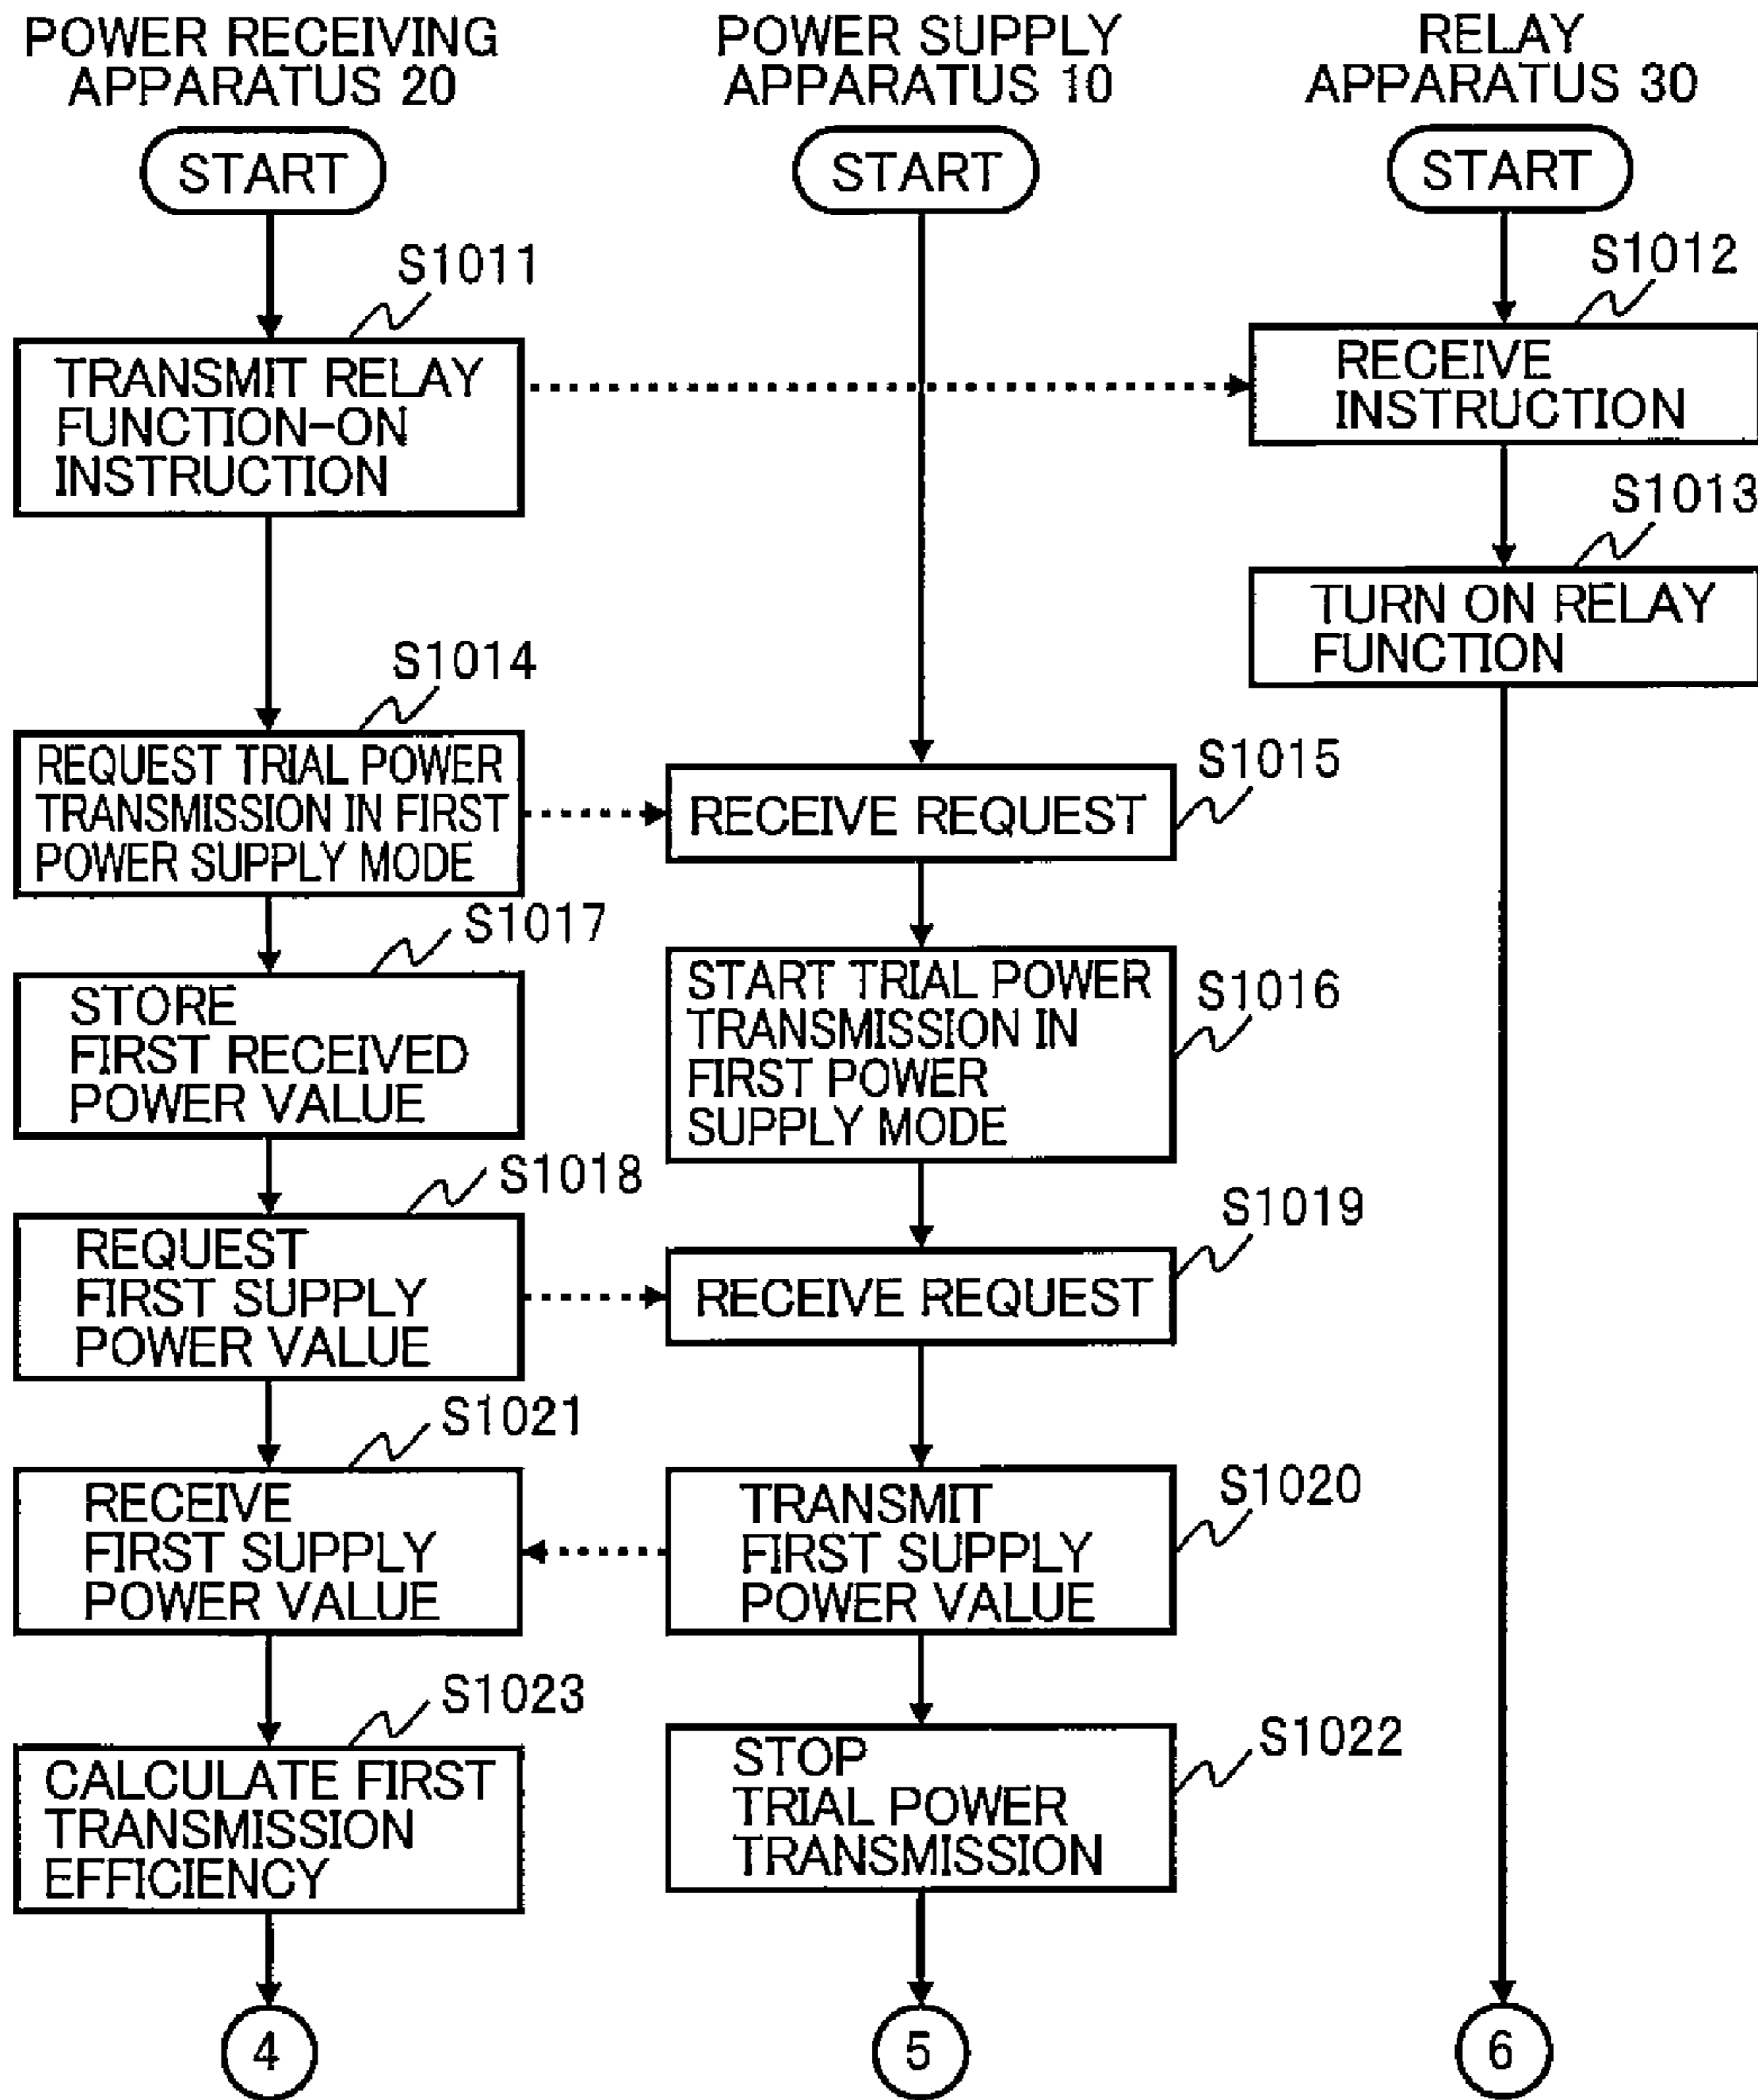 POWER RECEIVING
APPARATUS 20
START
S1011
TRANSMIT RELAY
FUNCTION-ON
INSTRUCTION
S1014
REQUEST TRIAL POWER
TRANSMISSION IN FIRST
POWER SUPPLY MODE
S1017
STORE
FIRST RECEIVED
POWER VALUE
S1018
REQUEST
FIRST SUPPLY
POWER VALUE
S1021
RECEIVE
FIRST SUPPLY
POWER VALUE
S1023
CALCULATE FIRST
TRANSMISSION
EFFICIENCY
4
POWER SUPPLY
APPARATUS 10
START
S1015
RECEIVE REQUEST
START TRIAL POWER
TRANSMISSION IN
FIRST POWER
SUPPLY MODE
S1016
S1019
RECEIVE REQUEST
TRANSMIT
FIRST SUPPLY
POWER VALUE
S1020
STOP
TRIAL POWER
TRANSMISSION
S1022
5
RELAY
APPARATUS 30
START
S1012
RECEIVE
INSTRUCTION
S1013
TURN ON RELAY
FUNCTION
6